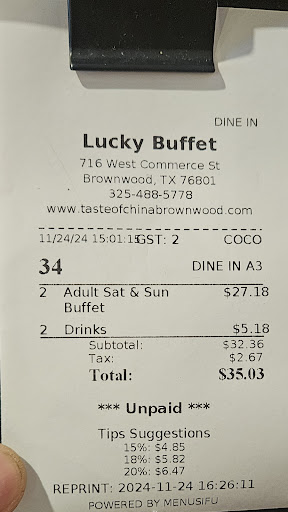 DINE IN
Lucky Buffet
716 West Commerce St
Brownwood, TX 76801
325-488-5778
www.tasteofchinabrownwood.com
11/24/24 15:01:15 GST: 2 COCO
34 DINE IN A3
2 Adult Sat & Sun $27.18
Buffet
2 Drinks $5.18
Subtotal: $32.36
Tax: $2.67
Total: $35.03
*** Unpaid ***
Tips Suggestions
15%: $4.85
18%: $5.82
20%: $6.47
REPRINT: 2024-11-24 16:26:11
POWERED BY MENUSIFU